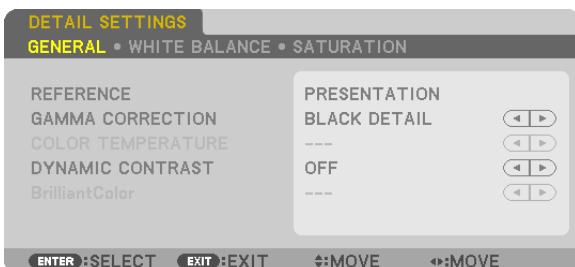 DETAIL SETTINGS
GENERAL • WHITE BALANCE • SATURATION
REFERENCE PRESENTATION
GAMMA CORRECTION BLACK DETAIL
COLOR TEMPERATURE ---
DYNAMIC CONTRAST OFF
BrilliantColor ---
ENTER :SELECT EXIT :EXIT :MOVE :MOVE